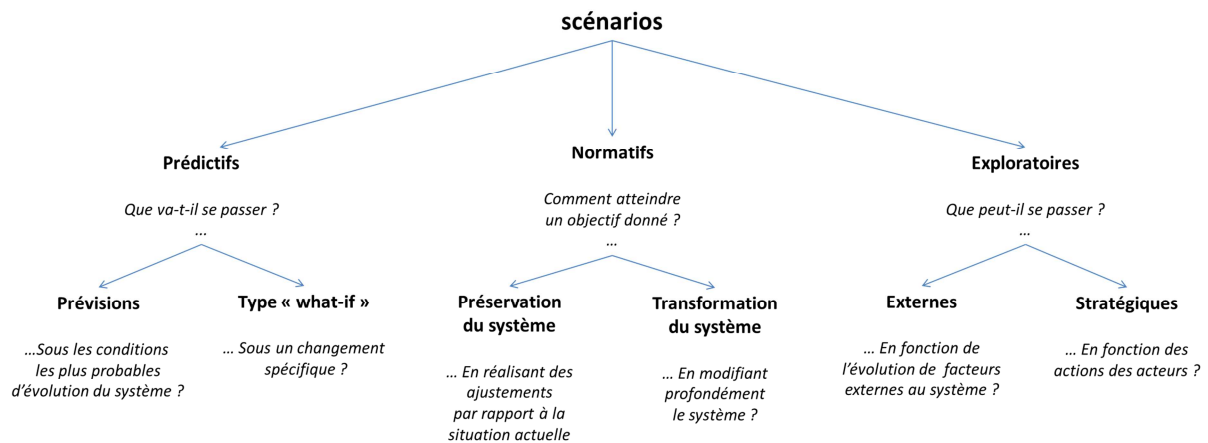 scénarios
Prédictifs
Que va-t-il se passer ?
...
Normatifs
Comment atteindre
un objectif donné ?
...
Exploratoires
Que peut-il se passer ?
...
Prévisions
...Sous les conditions
les plus probables
d'évolution du système ?
Type « what-if »
... Sous un changement
spécifique ?
Préservation
du système
... En réalisant des
ajustements
par rapport à la
situation actuelle
Transformation
du système
... En modifiant
profondément
le système ?
Externes
... En fonction de
l'évolution de facteurs
externes au système ?
Stratégiques
... En fonction des
actions des acteurs ?